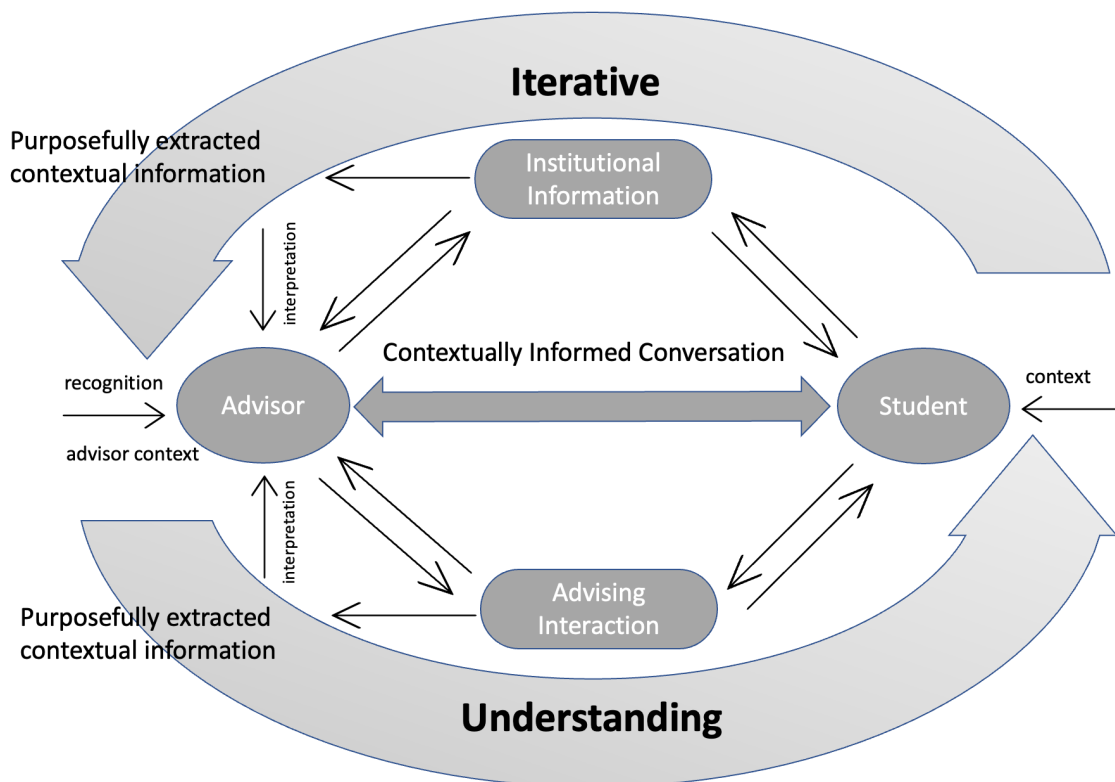 Iterative
Purposefully extracted
contextual information
Institutional
Information
interpretation
Contextually Informed Conversation
recognition
advisor context
Advisor
Student
context
interpretation
Advising
Interaction
Purposefully extracted
contextual information
Understanding